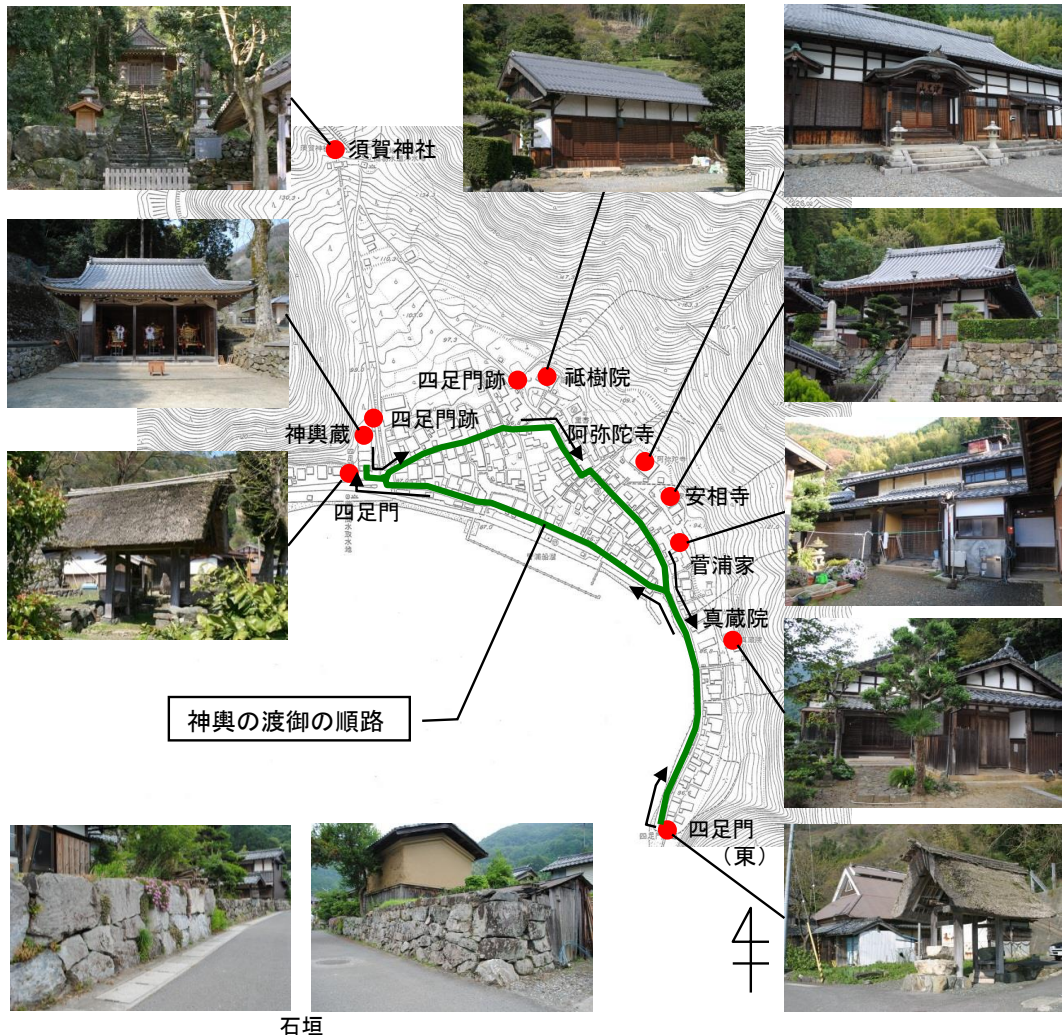 須賀神社
四足門跡
祇樹院
四足門跡
神輿蔵
阿弥陀寺
四足門
安相寺
菅浦家
真蔵院
神輿の渡御の順路
四足門
（東）
石垣